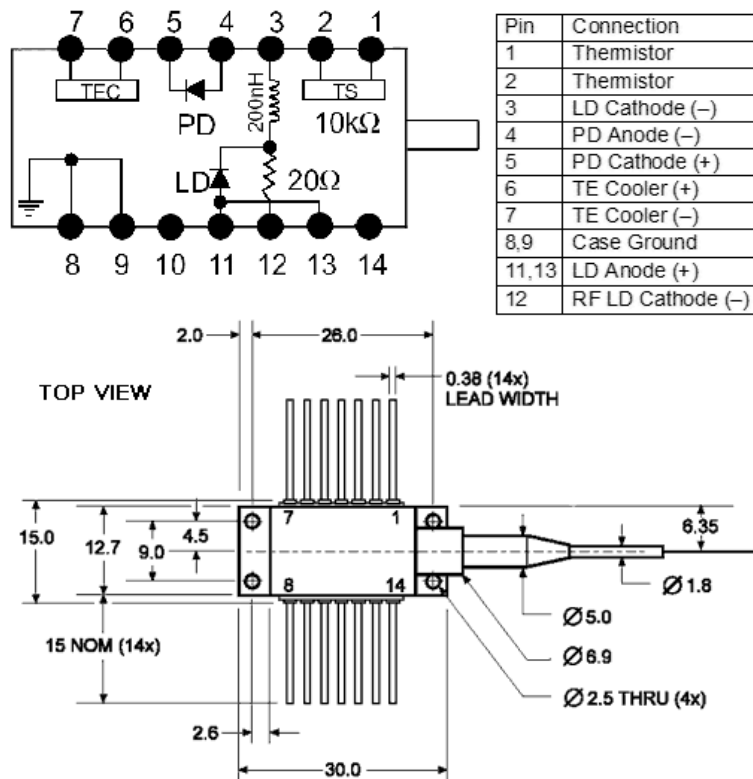 7 6 5 4 3 2 1
TEC
PD
200nH
TS
10kΩ
LD
20Ω
8 9 10 11 12 13 14
Pin Connection
1 Thermistor
2 Thermistor
3 LD Cathode (–)
4 PD Anode (–)
5 PD Cathode (+)
6 TE Cooler (+)
7 TE Cooler (–)
8,9 Case Ground
11,13 LD Anode (+)
12 RF LD Cathode (–)
2.0
26.0
TOP VIEW
0.38 (14x)
LEAD WIDTH
7 1
15.0
12.7
9.0
4.5
6.35
8 14
Ø 1.8
Ø 5.0
15 NOM (14x)
Ø 6.9
Ø 2.5 THRU (4x)
2.6
30.0